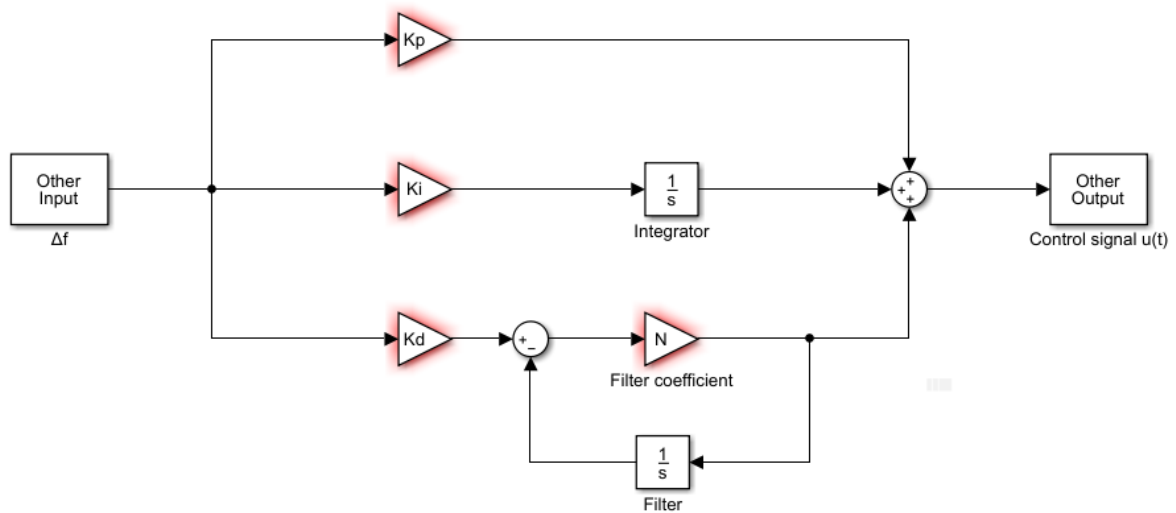 Kp
+
+
+
Other
Input
Δf
Ki
1
s
Integrator
Other
Output
Control signal u(t)
Kd
+
−
N
Filter coefficient
1
s
Filter